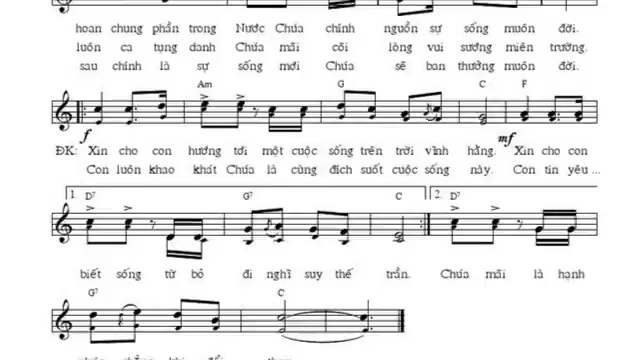 hoan chung phần trong Nước Chúa chính nguồn sự sống muôn đời.
luôn ca tụng danh Chúa mãi cõi lòng vui sướng miên trường.
sau chính là sự sống mới Chúa sẽ ban thưởng muôn đời.
Am G C F
f mf
ĐK: Xin cho con hướng tới một cuộc sống trên trời vĩnh hằng. Xin cho con
Con luôn khao khát Chúa là cùng đích suốt cuộc sống này. Con tin yêu ...
1. D7 G7 C 2. D7
biết sống từ bỏ đi nghĩ suy thế trần. Chúa mãi là hạnh
G7 C